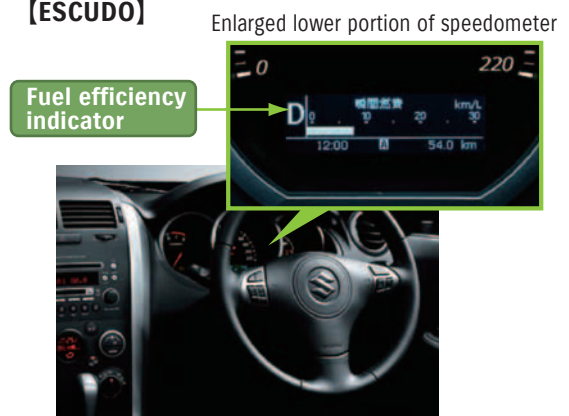 【ESCUDO】
Enlarged lower portion of speedometer
0 220
Fuel efficiency
indicator
D
瞬間燃費 km/L
0 10 20 30
12:00 A 54.0 km